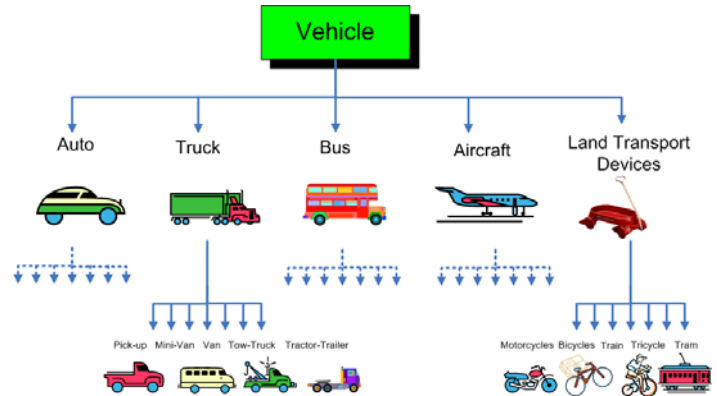 Vehicle
Auto
Truck
Bus
Aircraft
Land Transport
Devices
Pick-up Mini-Van Van Tow-Truck Tractor-Trailer
Motorcycles Bicycles Train Tricycle Tram